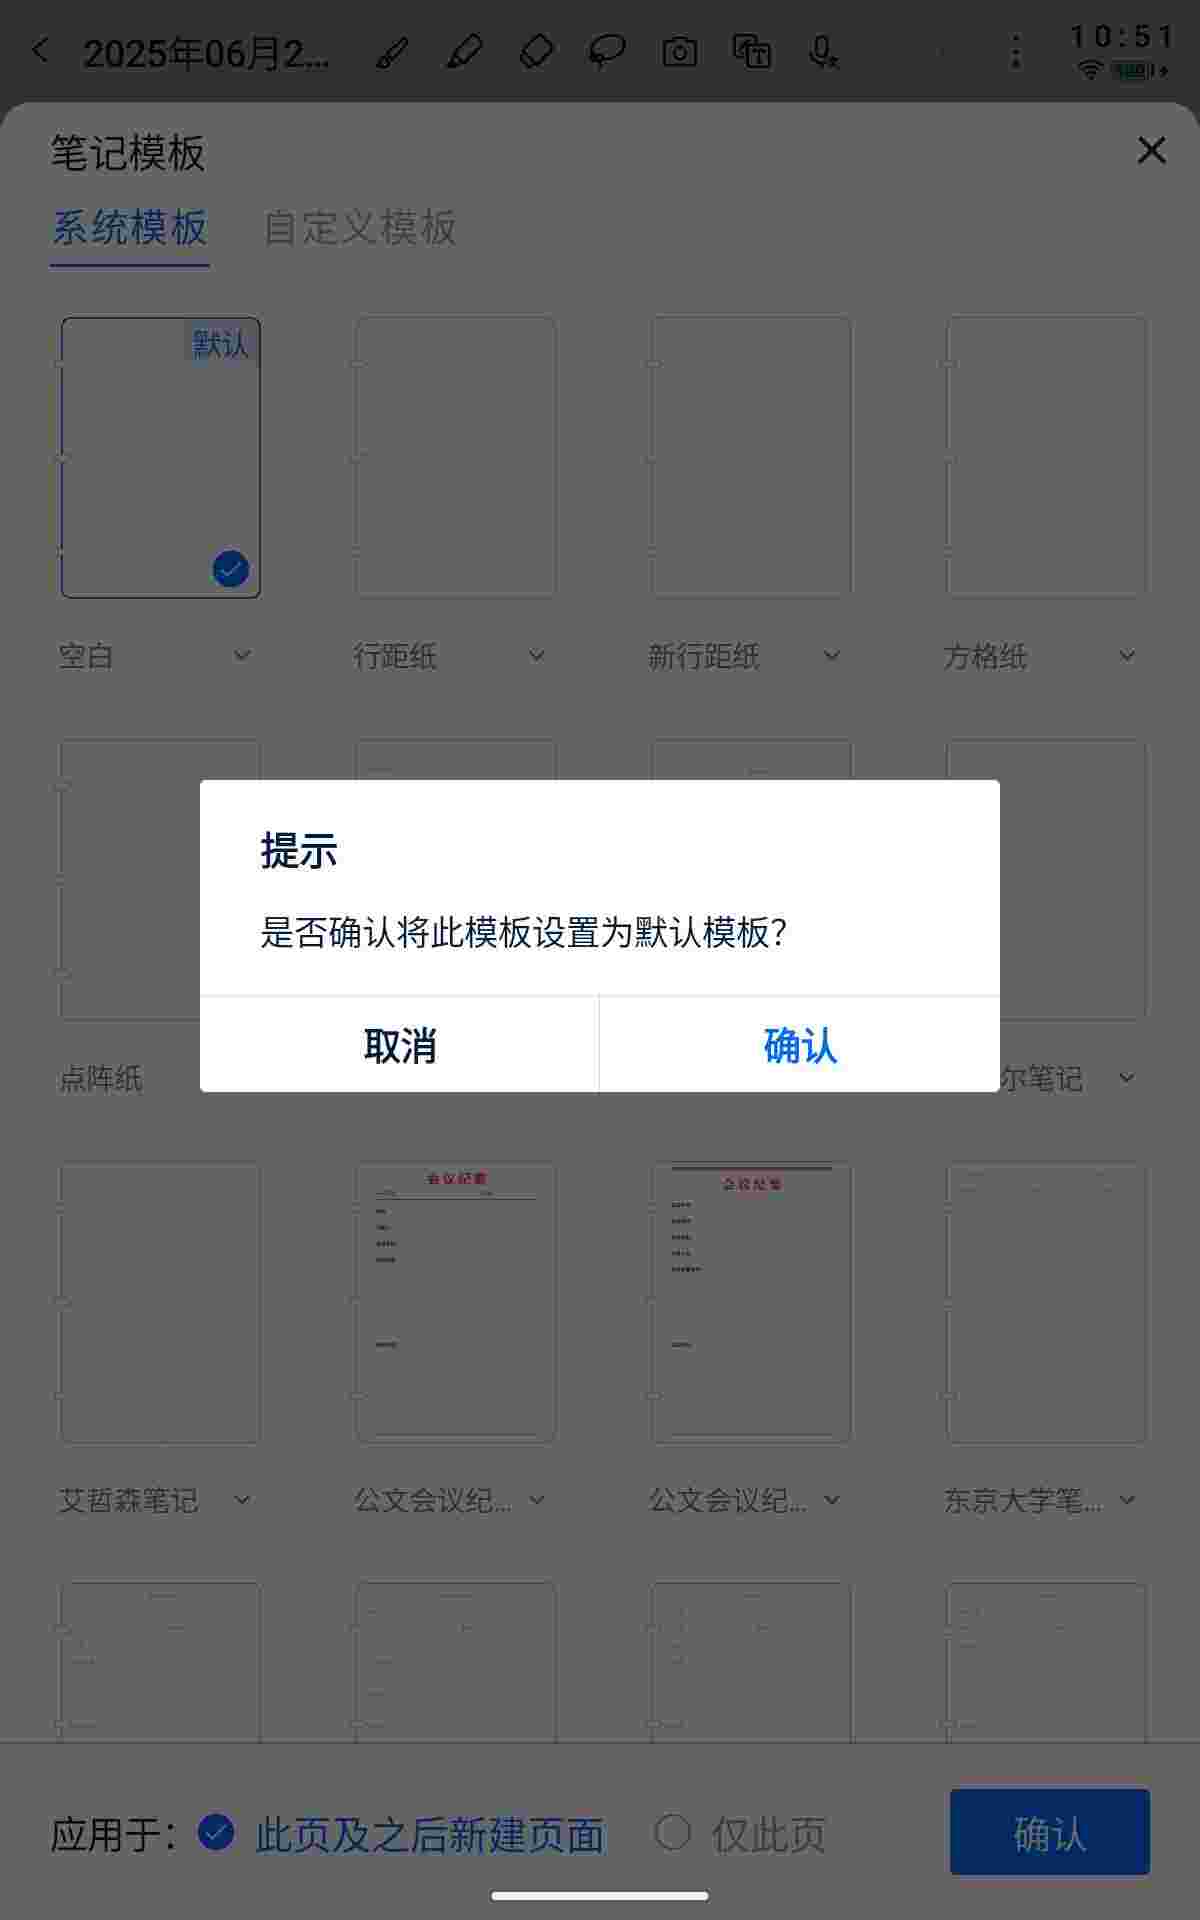 2025年06月2...
10:51
笔记模板
系统模板 自定义模板
默认
空白 行距纸 新行距纸 方格纸
提示
是否确认将此模板设置为默认模板？
取消 确认
点阵纸 尔笔记
会议纪要 会议纪要
艾哲森笔记 公文会议纪... 公文会议纪... 东京大学笔...
应用于： 此页及之后新建页面 仅此页 确认